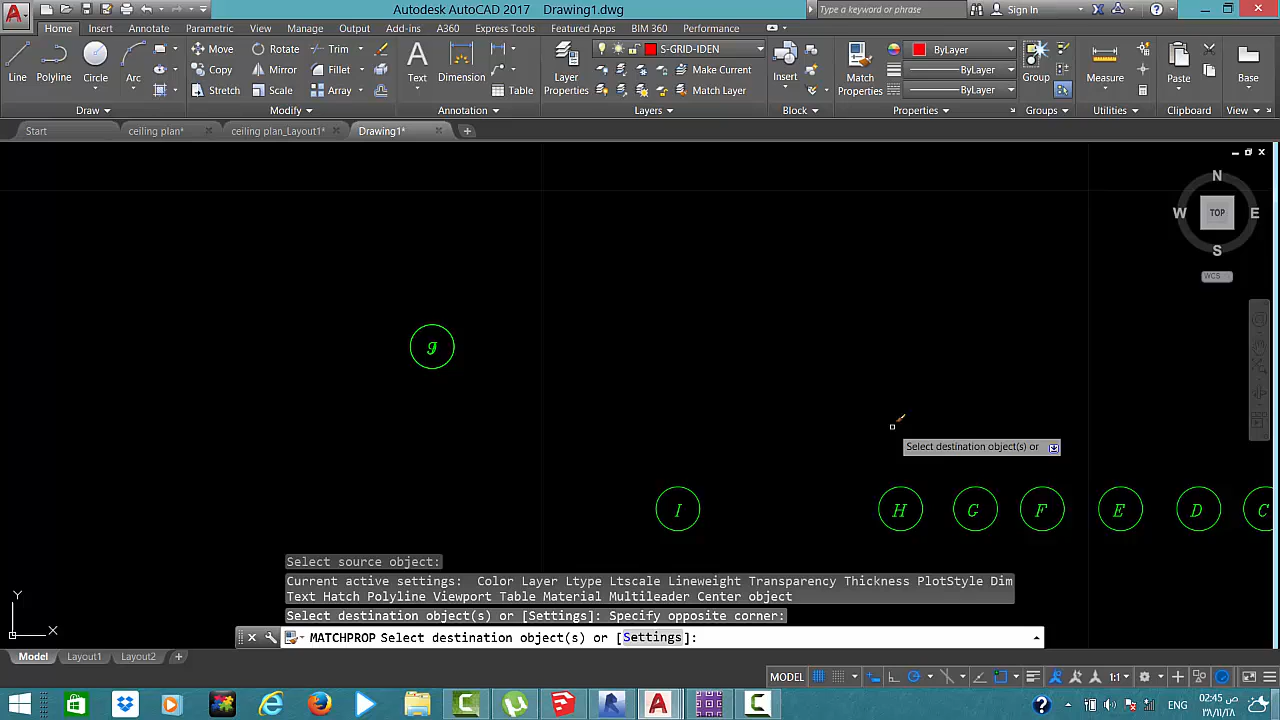 Autodesk AutoCAD 2017 Drawing1.dwg
Type a keyword or phrase
Sign In
Home Insert Annotate Parametric View Manage Output Add-ins A360 Express Tools Featured Apps BIM 360 Performance
Line
Polyline
Circle
Arc
Move
Rotate
Trim
Copy
Mirror
Fillet
Stretch
Scale
Array
Text
Dimension
Table
Layer
Properties
S-GRID-IDEN
Make Current
Match Layer
Insert
Match
Properties
ByLayer
ByLayer
ByLayer
Group
Measure
Paste
Base
Draw
Modify
Annotation
Layers
Block
Properties
Groups
Utilities
Clipboard
View
Start
ceiling plan*
ceiling plan_Layout1*
Drawing1*
N
W
TOP
E
S
WCS
g
Select destination object(s) or
I
H
G
F
E
D
C
Select source object:
Current active settings: Color Layer Ltype Ltscale Lineweight Transparency Thickness PlotStyle Dim
Text Hatch Polyline Viewport Table Material Multileader Center object
Select destination object(s) or [Settings]: Specify opposite corner:
MATCHPROP Select destination object(s) or [Settings]:
Y
X
Model
Layout1
Layout2
MODEL
1:1
ENG
02:45 ص